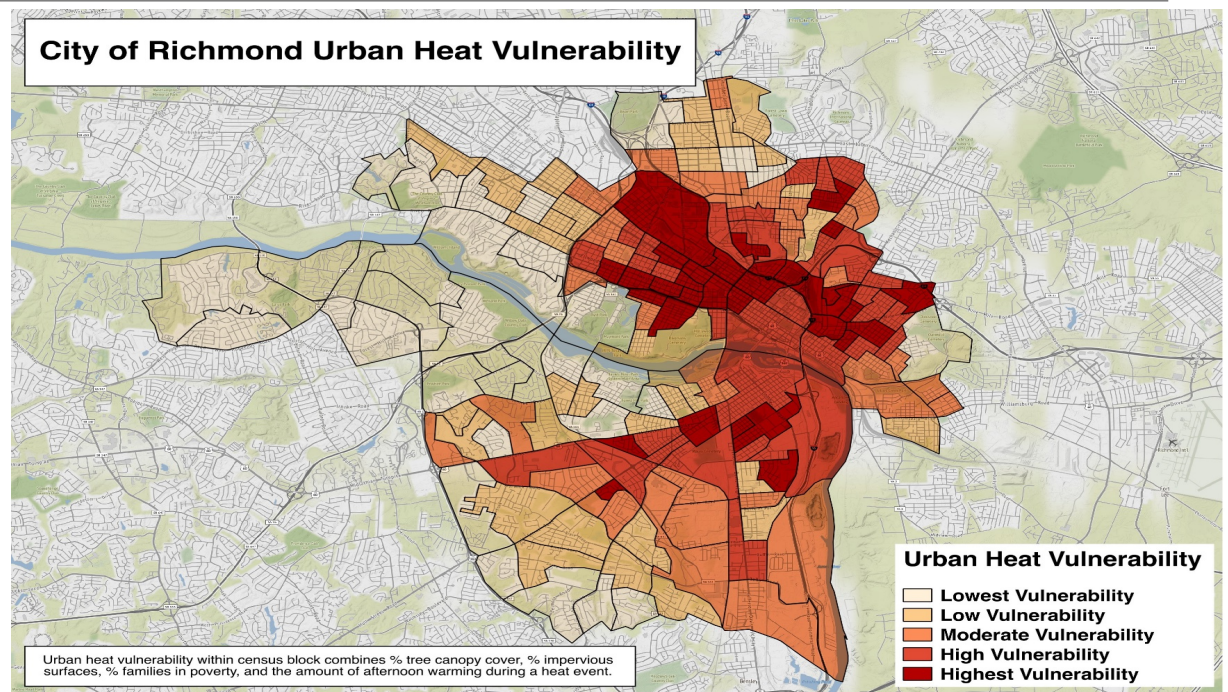 City of Richmond Urban Heat Vulnerability
Urban Heat Vulnerability
Lowest Vulnerability
Low Vulnerability
Moderate Vulnerability
High Vulnerability
Highest Vulnerability
Urban heat vulnerability within census block combines % tree canopy cover, % impervious
surfaces, % families in poverty, and the amount of afternoon warming during a heat event.